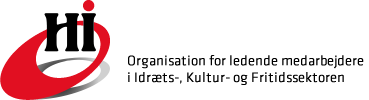 Hi
Organisation for ledende medarbejdere
i Idræts-, Kultur- og Fritidssektoren